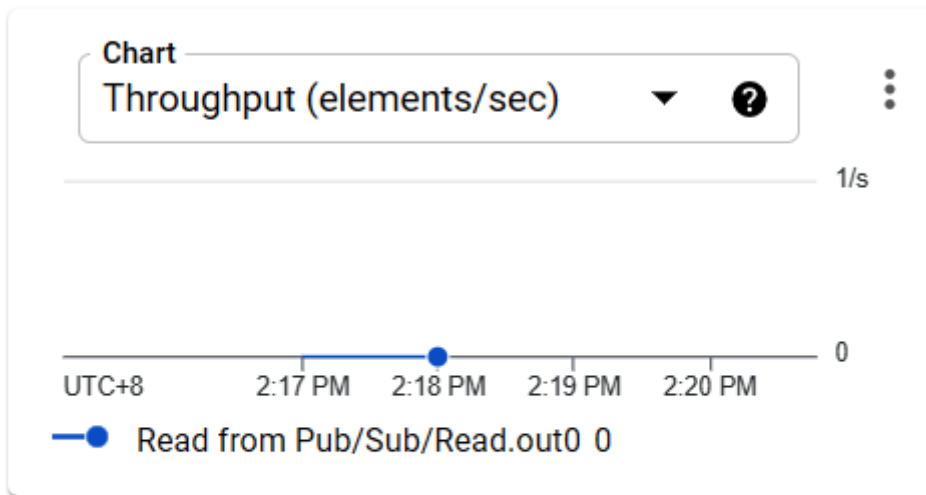 Chart
Throughput (elements/sec)
1/s
0
UTC+8 2:17 PM 2:18 PM 2:19 PM 2:20 PM
Read from Pub/Sub/Read.out0 0